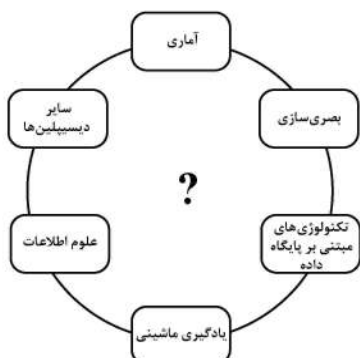 آماری
بصری‌سازی
سایر
دیسیپلین‌ها
?
تکنولوژی‌های
مبتنی بر پایگاه
داده
علوم اطلاعات
یادگیری ماشینی